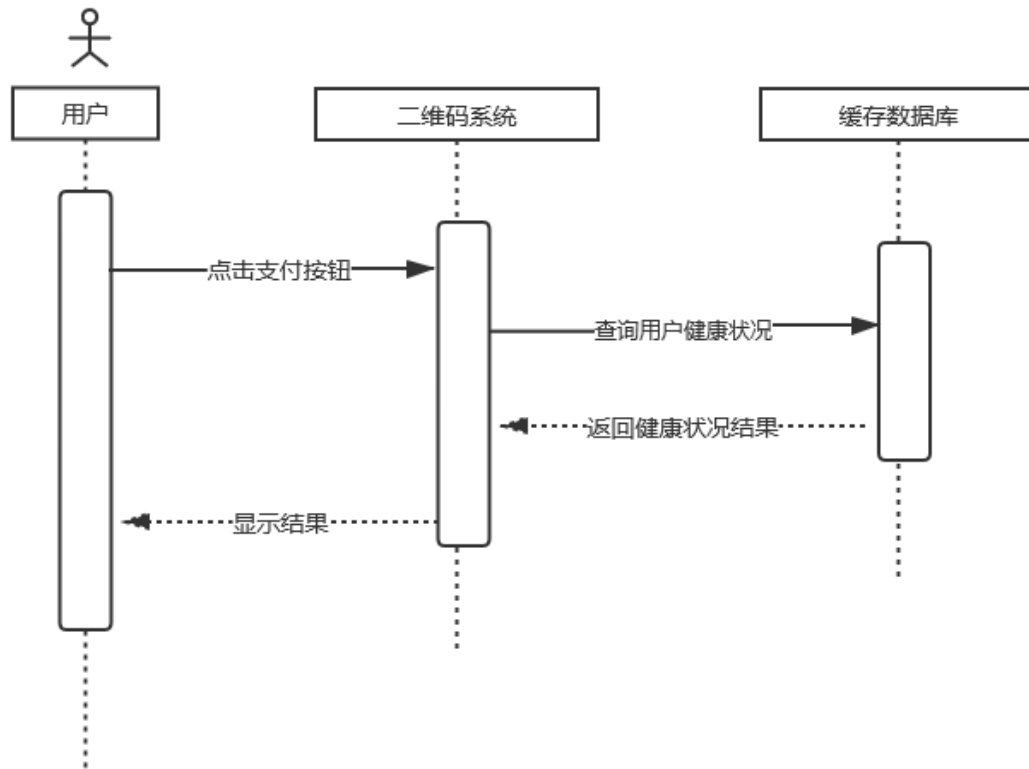 用户
二维码系统
缓存数据库
点击支付按钮
查询用户健康状况
返回健康状况结果
显示结果